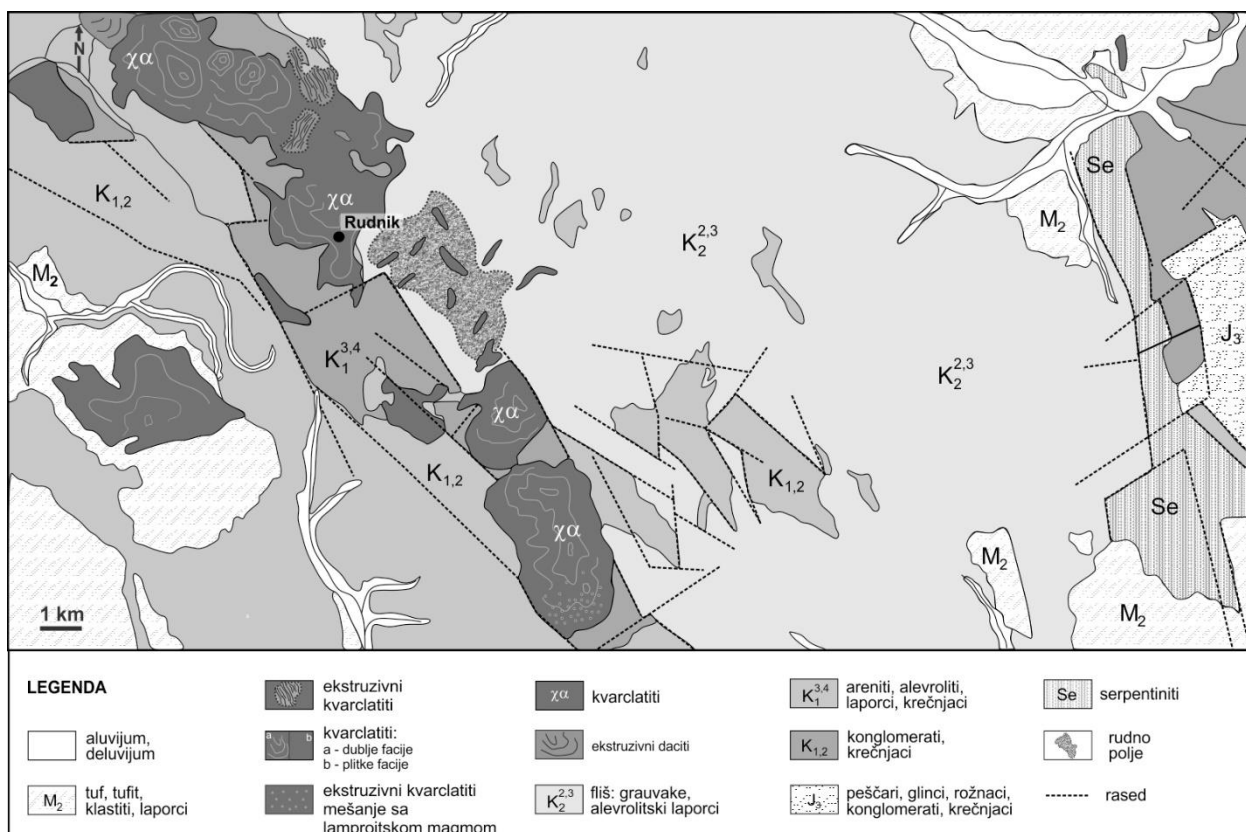 N
χα
K1,2
χα
Rudnik
M2
K1^3,4
K2^2,3
Se
M2
J3
K2^2,3
χα
K1,2
K1,2
χα
Se
M2
M2
1 km
LEGENDA
aluvijum,
deluvijum
M2
tuf, tufit,
klastiti, laporci
ekstruzivni
kvarclatiti
a
b
kvarclatiti:
a - dublje facije
b - plitke facije
ekstruzivni kvarclatiti
mešanje sa
lamproitskom magmom
χα
kvarclatiti
ekstruzivni daciti
K2^2,3
fliš: grauvake,
alevrolitski laporci
K1^3,4
areniti, alevroliti,
laporci, krečnjaci
K1,2
konglomerati,
krečnjaci
J3
peščari, glinci, rožnaci,
konglomerati, krečnjaci
Se
serpentiniti
rudno
polje
rased